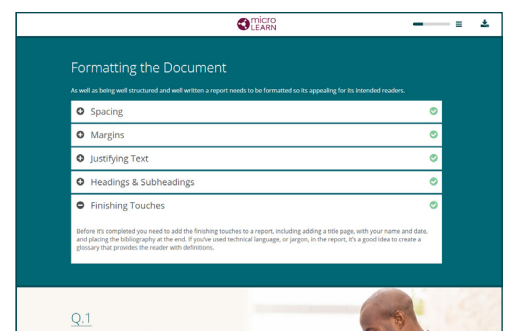 micro
LEARN
Formatting the Document
As well as being well structured and well written a report needs to be formatted so its appealing for its intended readers.
Spacing
Margins
Justifying Text
Headings & Subheadings
Finishing Touches
Before it's completed you need to add the finishing touches to a report, including adding a title page, with your name and date,
and placing the bibliography at the end. If you've used technical language, or jargon, in the report, it's a good idea to create a
glossary that provides the reader with definitions.
Q.1